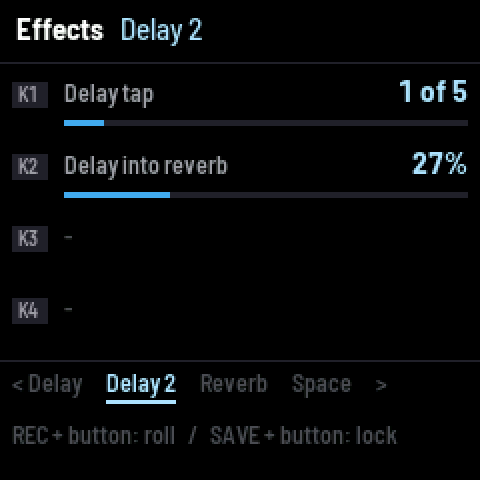 Effects Delay 2
K1 Delay tap 1 of 5
K2 Delay into reverb 27%
K3 -
K4 -
< Delay Delay 2 Reverb Space >
REC + button: roll / SAVE + button: lock